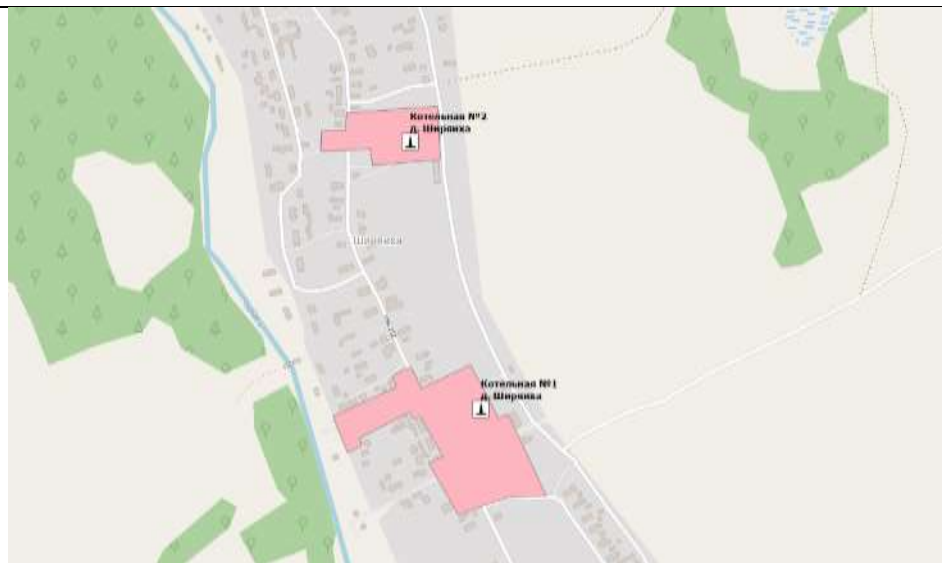 Котельная №2
д. Ширяиха
Ширяиха
Котельная №1
д. Ширяиха